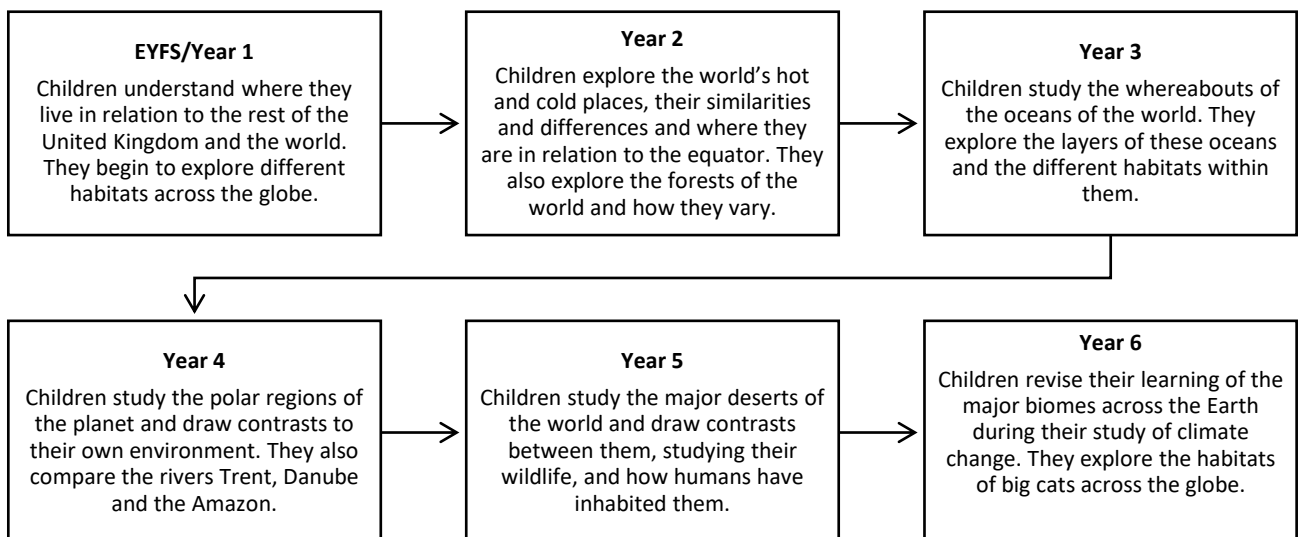 EYFS/Year 1
Children understand where they
live in relation to the rest of the
United Kingdom and the world.
They begin to explore different
habitats across the globe.
Year 2
Children explore the world’s hot
and cold places, their similarities
and differences and where they
are in relation to the equator. They
also explore the forests of the
world and how they vary.
Year 3
Children study the whereabouts of
the oceans of the world. They
explore the layers of these oceans
and the different habitats within
them.
Year 4
Children study the polar regions of
the planet and draw contrasts to
their own environment. They also
compare the rivers Trent, Danube
and the Amazon.
Year 5
Children study the major deserts of
the world and draw contrasts
between them, studying their
wildlife, and how humans have
inhabited them.
Year 6
Children revise their learning of the
major biomes across the Earth
during their study of climate
change. They explore the habitats
of big cats across the globe.